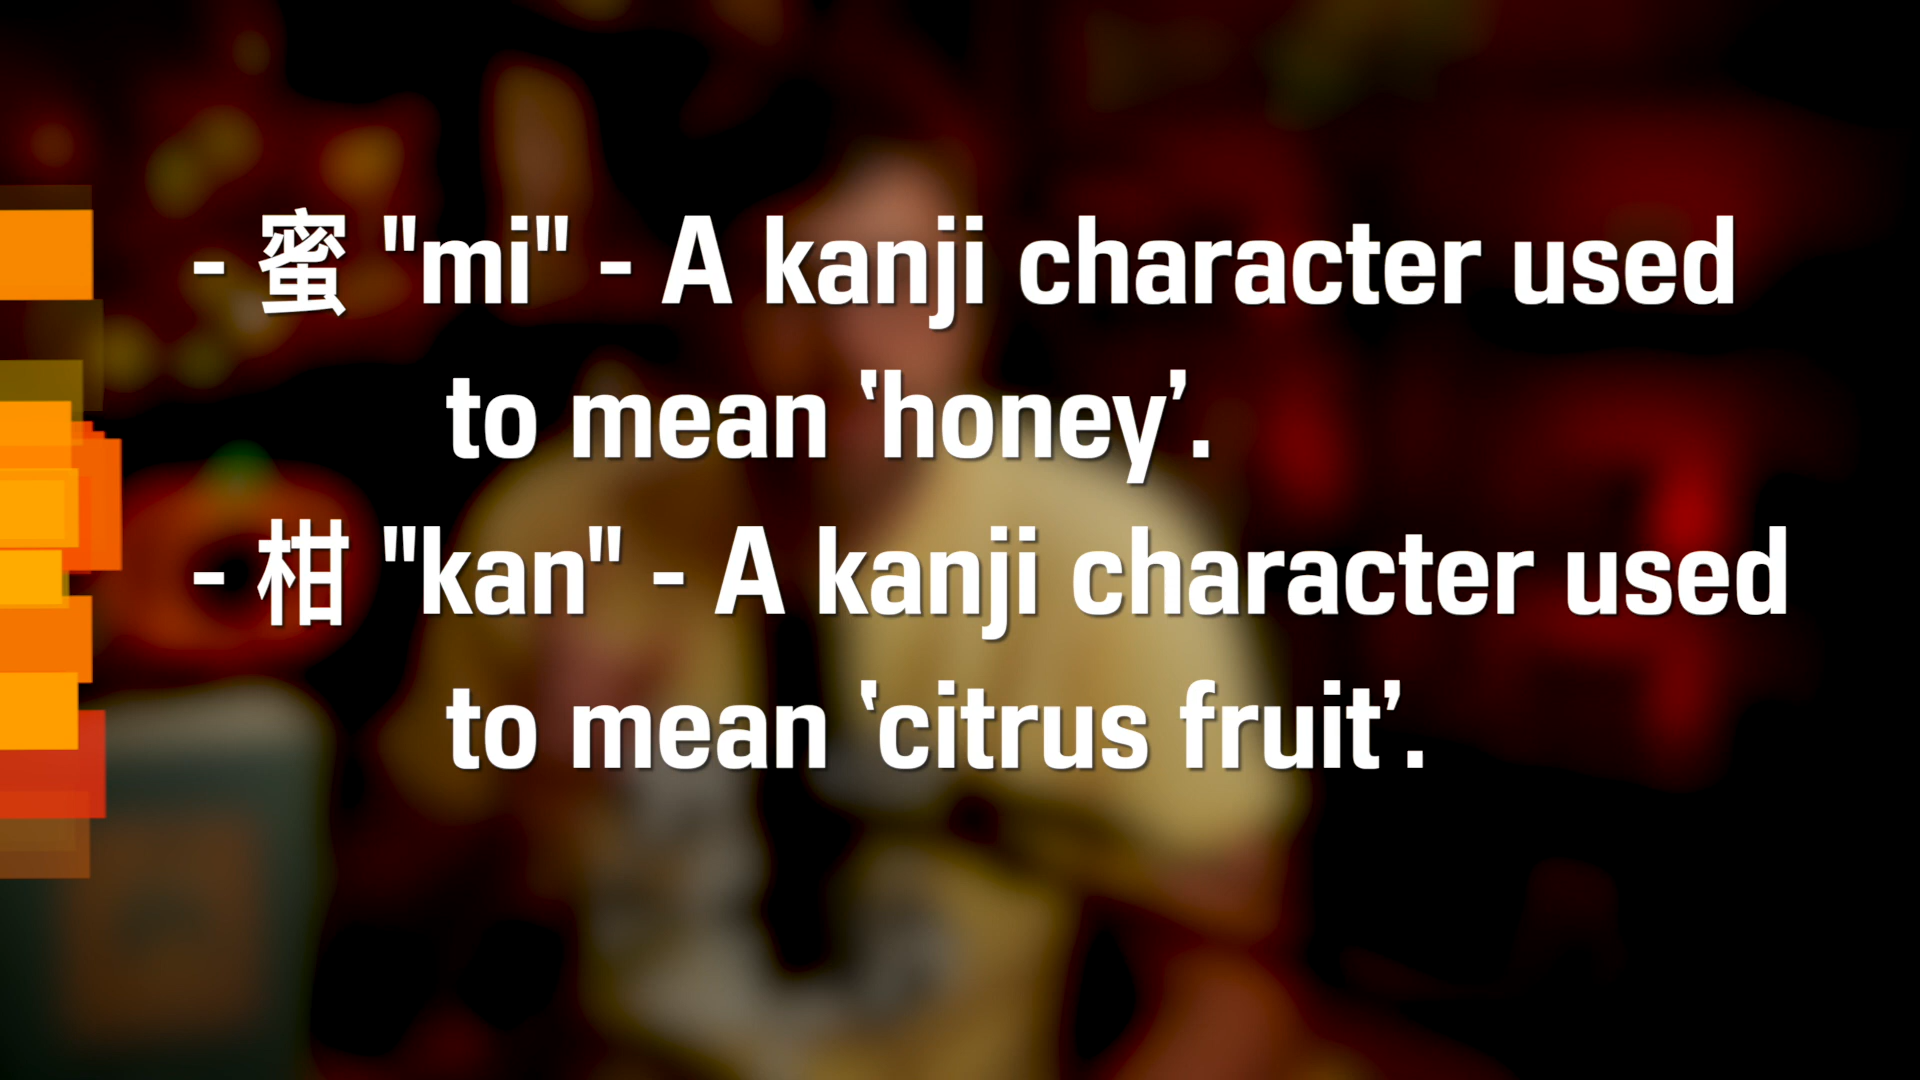 - 蜜 "mi" - A kanji character used
to mean ‘honey’.
- 柑 "kan" - A kanji character used
to mean ‘citrus fruit’.